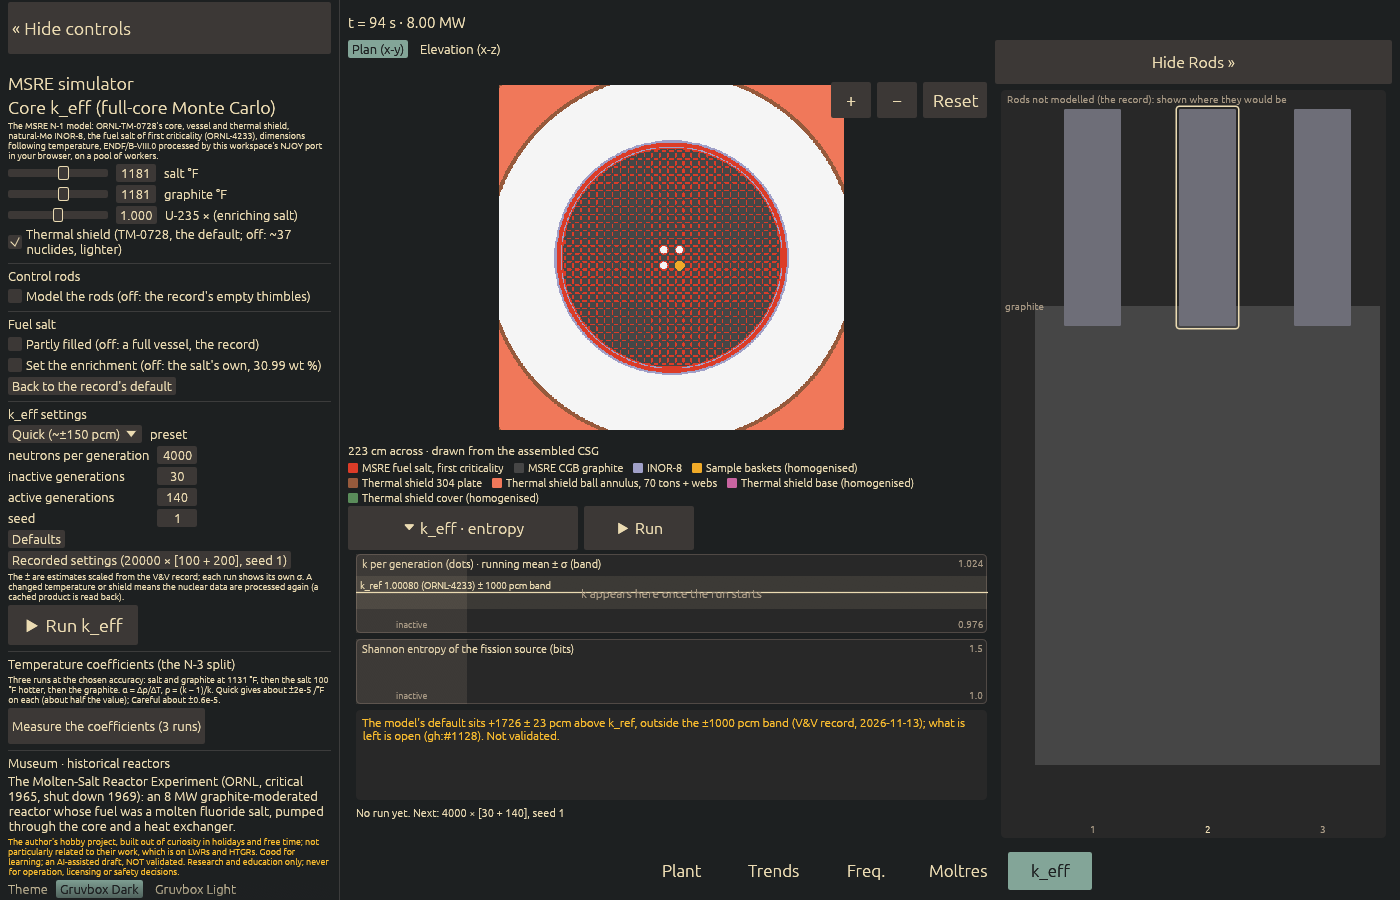 « Hide controls
MSRE simulator
Core k_eff (full-core Monte Carlo)
The MSRE N-1 model: ORNL-TM-0728's core, vessel and thermal shield,
natural-Mo INOR-8, the fuel salt of first criticality (ORNL-4233), dimensions
following temperature, ENDF/B-VIII.0 processed by this workspace's NJOY port
in your browser, on a pool of workers.
1181 salt °F
1181 graphite °F
1.000 U-235 × (enriching salt)
Thermal shield (TM-0728, the default; off: ~37
nuclides, lighter)
Control rods
Model the rods (off: the record's empty thimbles)
Fuel salt
Partly filled (off: a full vessel, the record)
Set the enrichment (off: the salt's own, 30.99 wt %)
Back to the record's default
k_eff settings
Quick (~±150 pcm) preset
neutrons per generation 4000
inactive generations 30
active generations 140
seed 1
Defaults
Recorded settings (20000 × [100 + 200], seed 1)
The ± are estimates scaled from the V&V record; each run shows its own σ. A
changed temperature or shield means the nuclear data are processed again (a
cached product is read back).
Run k_eff
Temperature coefficients (the N-3 split)
Three runs at the chosen accuracy: salt and graphite at 1131 °F, then the salt 100
°F hotter, then the graphite. α = Δρ/ΔT, ρ = (k − 1)/k. Quick gives about ±2e-5 /°F
on each (about half the value); Careful about ±0.6e-5.
Measure the coefficients (3 runs)
Museum · historical reactors
The Molten-Salt Reactor Experiment (ORNL, critical
1965, shut down 1969): an 8 MW graphite-moderated
reactor whose fuel was a molten fluoride salt, pumped
through the core and a heat exchanger.
The author's hobby project, built out of curiosity in holidays and free time; not
particularly related to their work, which is on LWRs and HTGRs. Good for
learning; an AI-assisted draft, NOT validated. Research and education only; never
for operation, licensing or safety decisions.
Theme Gruvbox Dark Gruvbox Light
t = 94 s · 8.00 MW
Plan (x-y) Elevation (x-z)
+ − Reset
223 cm across · drawn from the assembled CSG
MSRE fuel salt, first criticality MSRE CGB graphite INOR-8 Sample baskets (homogenised)
Thermal shield 304 plate Thermal shield ball annulus, 70 tons + webs Thermal shield base (homogenised)
Thermal shield cover (homogenised)
k_eff · entropy Run
k per generation (dots) · running mean ± σ (band) 1.024
k_ref 1.00080 (ORNL-4233) ± 1000 pcm band
k appears here once the run starts
inactive 0.976
Shannon entropy of the fission source (bits) 1.5
inactive 1.0
The model's default sits +1726 ± 23 pcm above k_ref, outside the ±1000 pcm band (V&V record, 2026-11-13); what is
left is open (gh:#1128). Not validated.
No run yet. Next: 4000 × [30 + 140], seed 1
Hide Rods »
Rods not modelled (the record): shown where they would be
graphite
1 2 3
Plant Trends Freq. Moltres k_eff